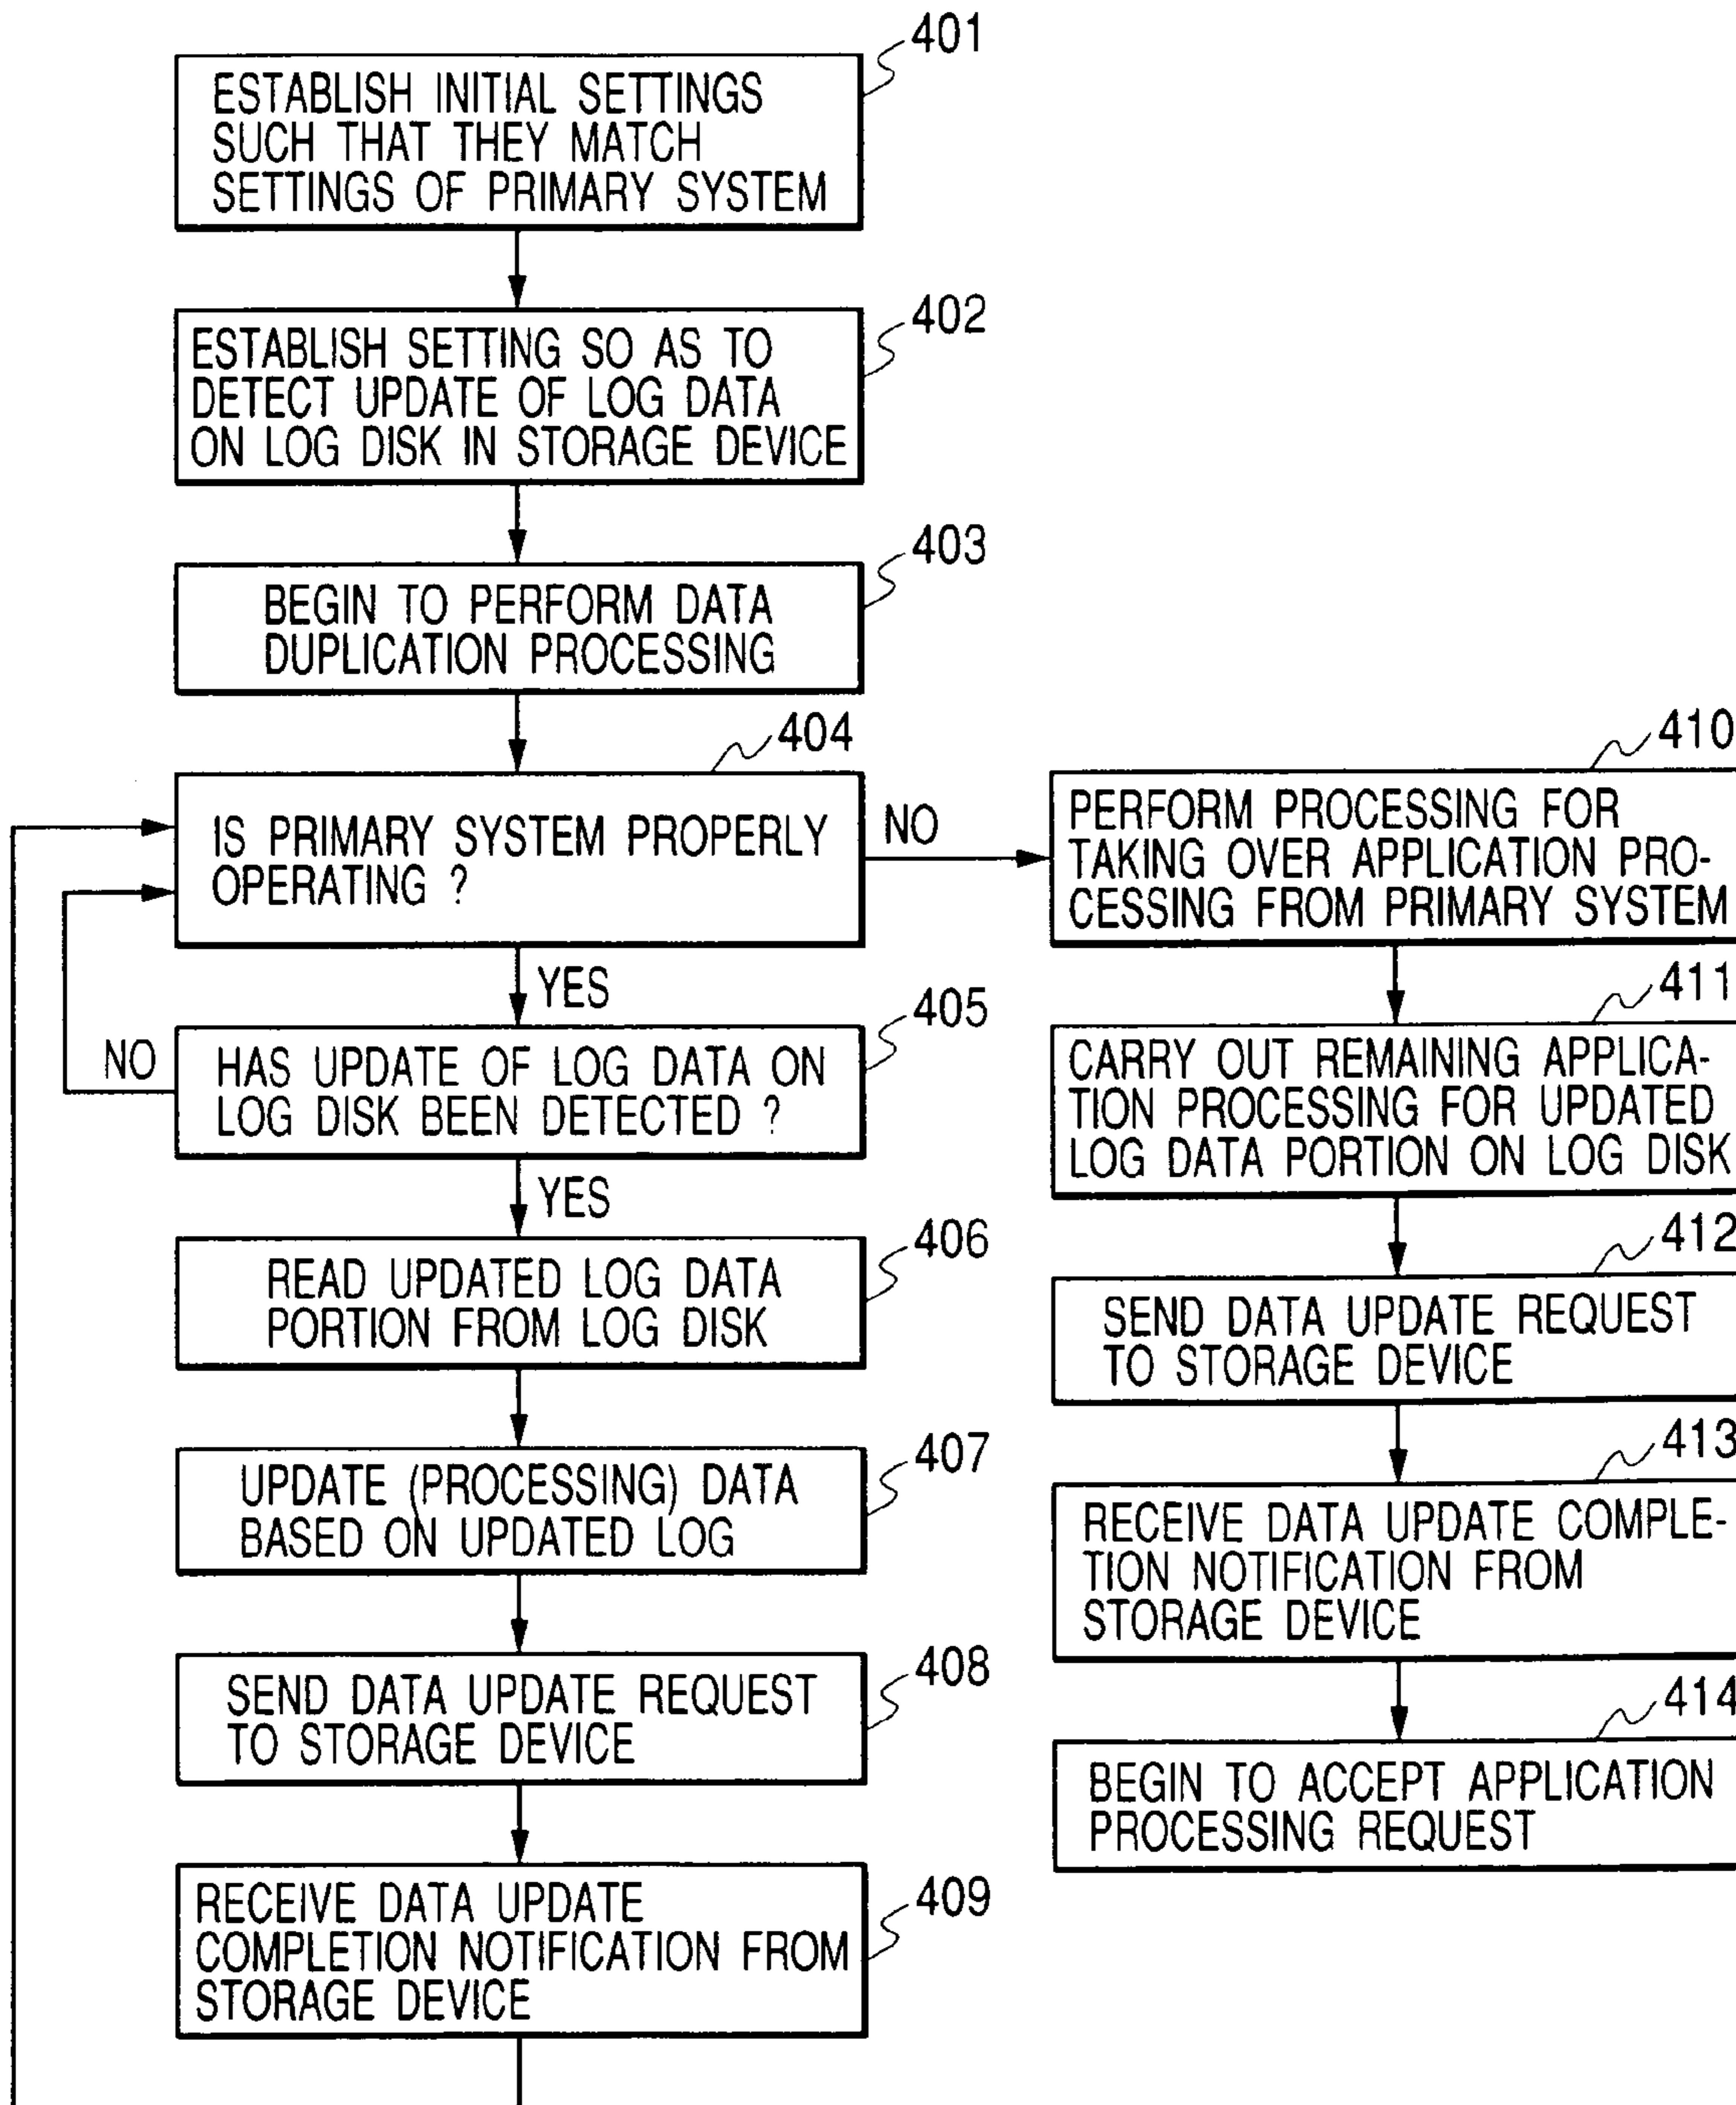 401
ESTABLISH INITIAL SETTINGS
SUCH THAT THEY MATCH
SETTINGS OF PRIMARY SYSTEM
402
ESTABLISH SETTING SO AS TO
DETECT UPDATE OF LOG DATA
ON LOG DISK IN STORAGE DEVICE
403
BEGIN TO PERFORM DATA
DUPLICATION PROCESSING
404
IS PRIMARY SYSTEM PROPERLY
OPERATING ?
NO
YES
405
HAS UPDATE OF LOG DATA ON
LOG DISK BEEN DETECTED ?
NO
YES
406
READ UPDATED LOG DATA
PORTION FROM LOG DISK
407
UPDATE (PROCESSING) DATA
BASED ON UPDATED LOG
408
SEND DATA UPDATE REQUEST
TO STORAGE DEVICE
409
RECEIVE DATA UPDATE
COMPLETION NOTIFICATION FROM
STORAGE DEVICE
410
PERFORM PROCESSING FOR
TAKING OVER APPLICATION PRO-
CESSING FROM PRIMARY SYSTEM
411
CARRY OUT REMAINING APPLICA-
TION PROCESSING FOR UPDATED
LOG DATA PORTION ON LOG DISK
412
SEND DATA UPDATE REQUEST
TO STORAGE DEVICE
413
RECEIVE DATA UPDATE COMPLE-
TION NOTIFICATION FROM
STORAGE DEVICE
414
BEGIN TO ACCEPT APPLICATION
PROCESSING REQUEST